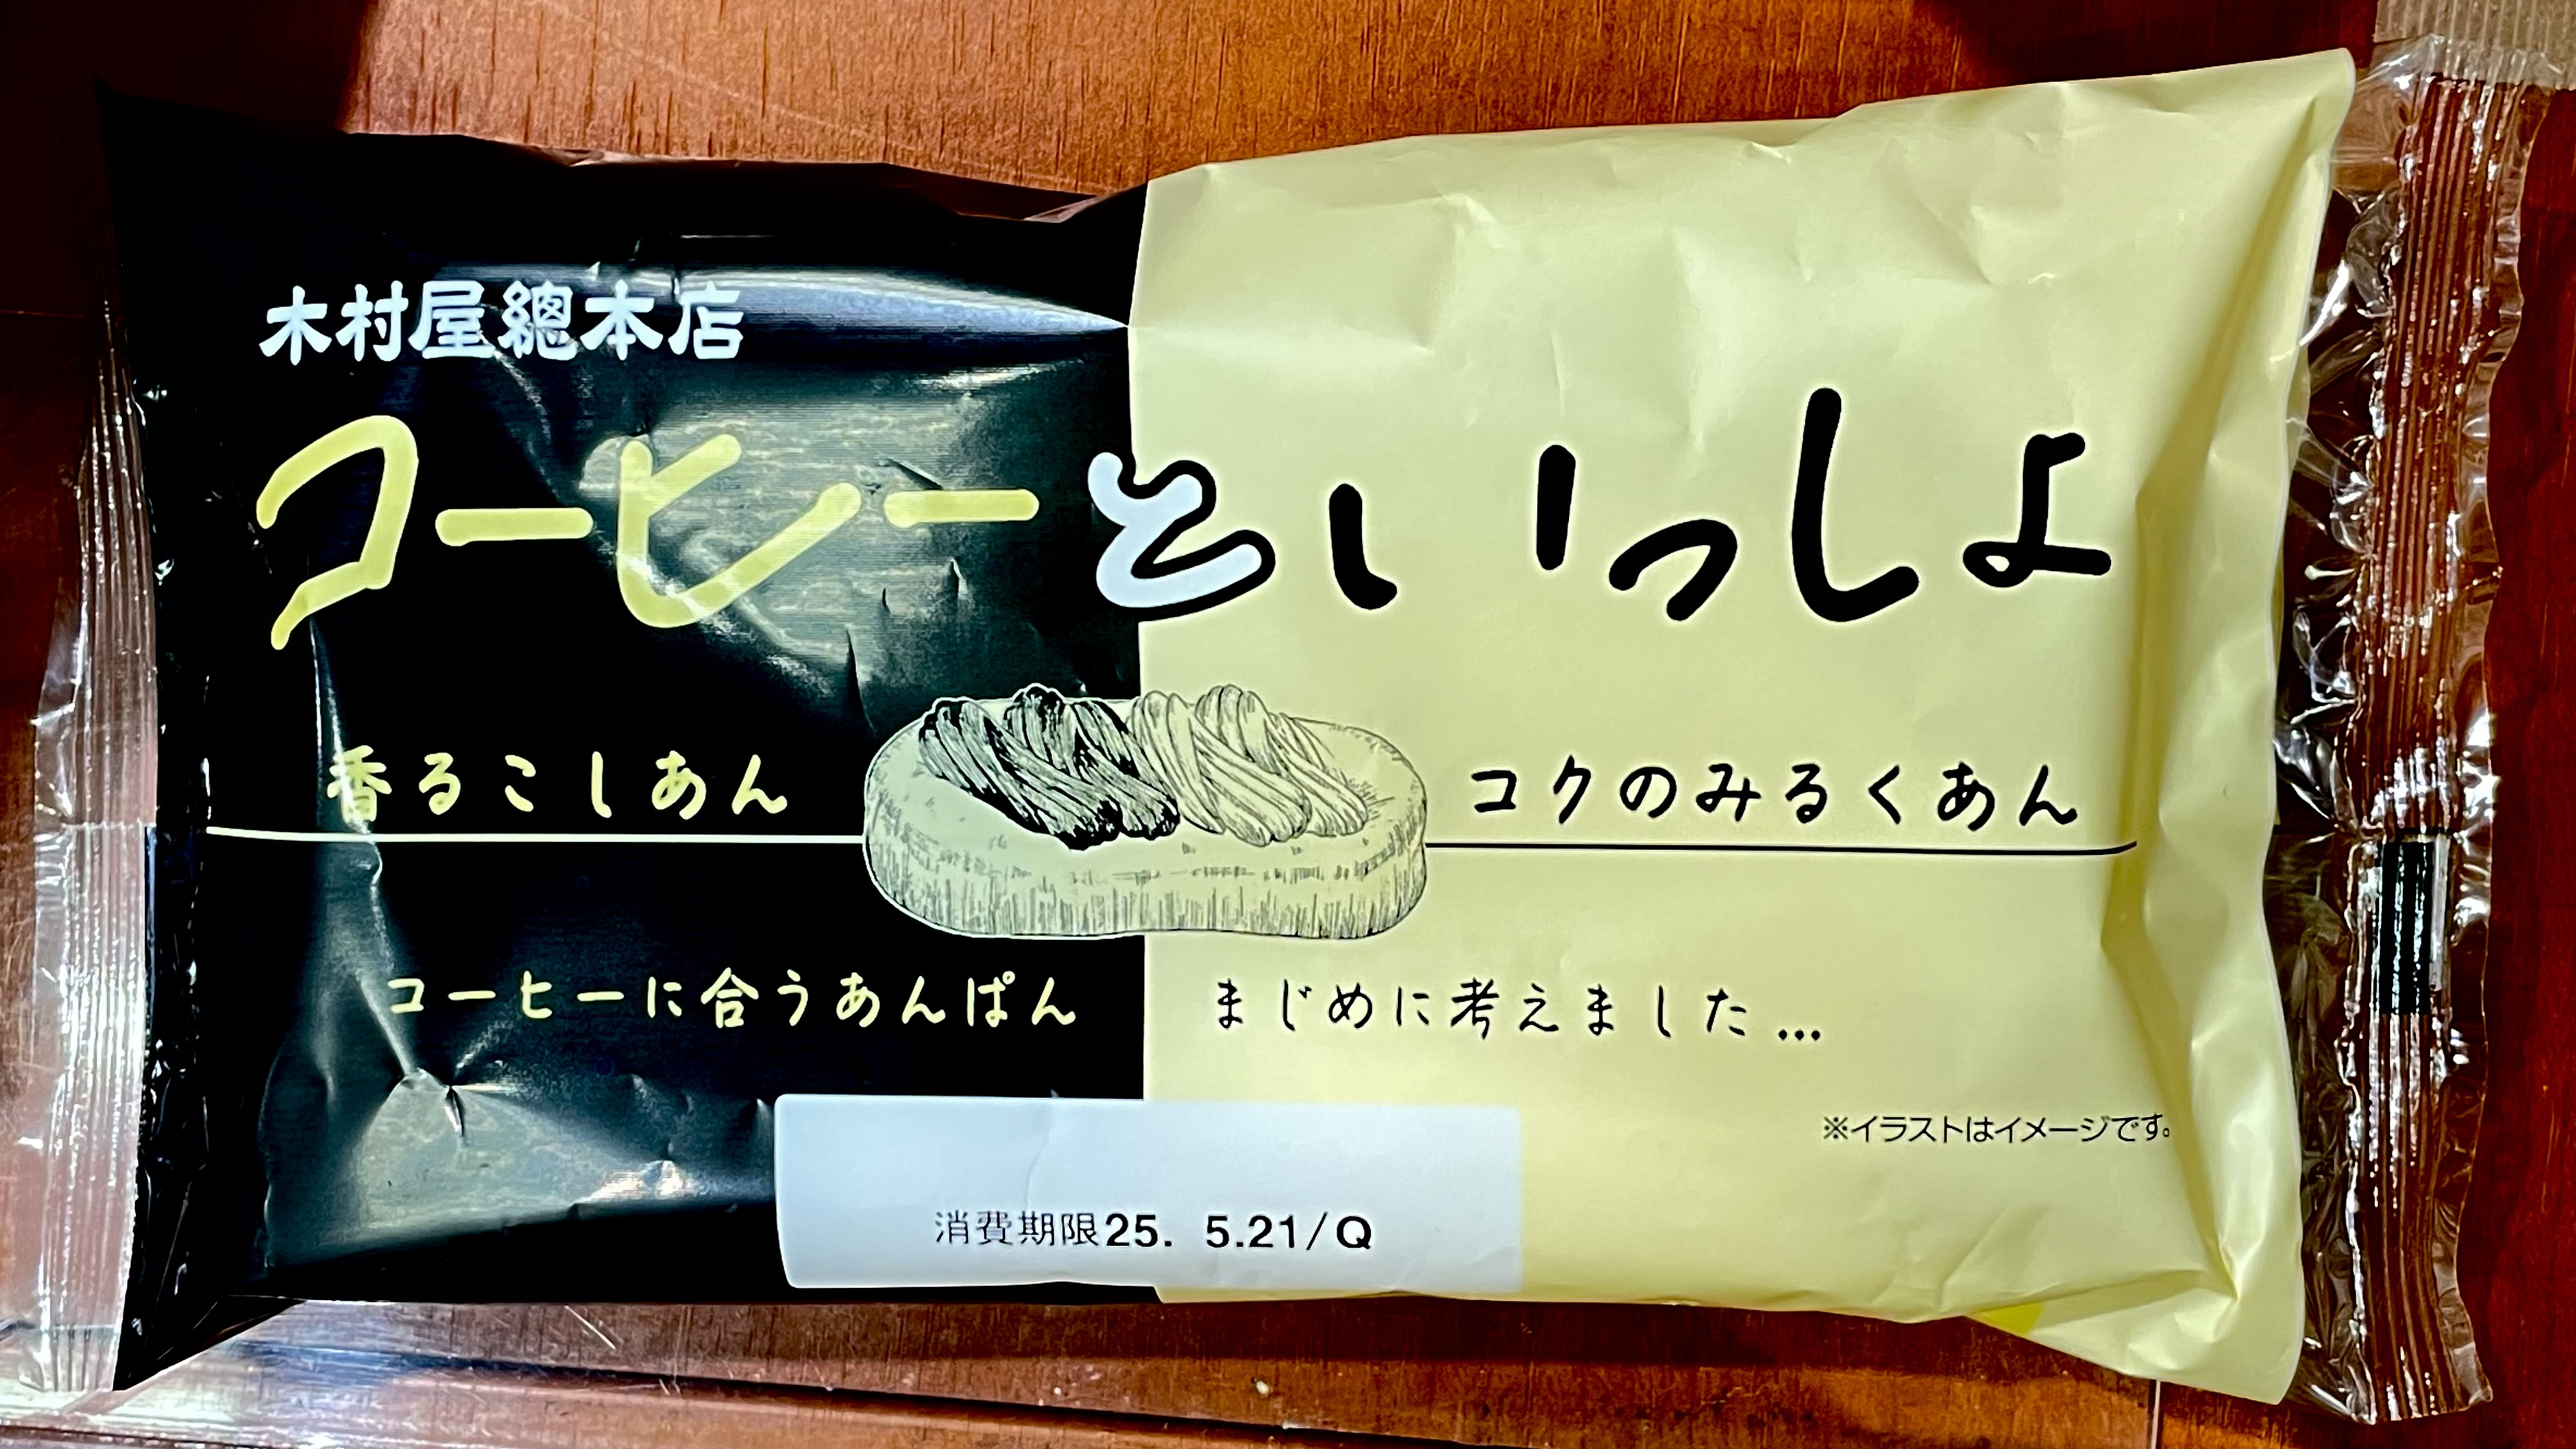 木村屋總本店
コーヒーといっしょ
香るこしあん
コクのみるくあん
コーヒーに合うあんぱん
まじめに考えました...
※イラストはイメージです。
消費期限25. 5.21/Q